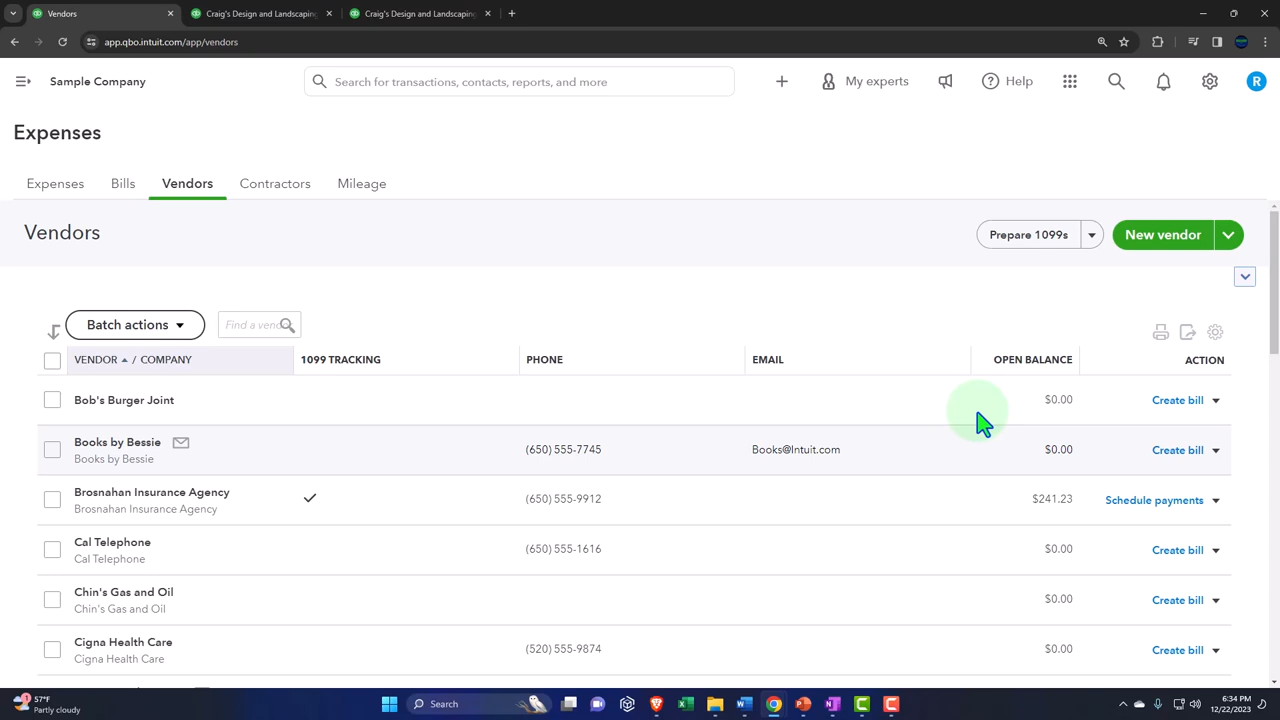 Vendors
Craig's Design and Landscaping
Craig's Design and Landscaping
app.qbo.intuit.com/app/vendors
Sample Company
Search for transactions, contacts, reports, and more
My experts
Help
R
Expenses
Expenses Bills Vendors Contractors Mileage
Vendors
Prepare 1099s
New vendor
Batch actions
Find a vend
VENDOR / COMPANY 1099 TRACKING PHONE EMAIL OPEN BALANCE ACTION
Bob's Burger Joint $0.00 Create bill
Books by Bessie
Books by Bessie (650) 555-7745 Books@Intuit.com $0.00 Create bill
Brosnahan Insurance Agency
Brosnahan Insurance Agency (650) 555-9912 $241.23 Schedule payments
Cal Telephone
Cal Telephone (650) 555-1616 $0.00 Create bill
Chin's Gas and Oil
Chin's Gas and Oil $0.00 Create bill
Cigna Health Care
Cigna Health Care (520) 555-9874 $0.00 Create bill
1
57°F
Partly cloudy
Search
6:34 PM
12/22/2023